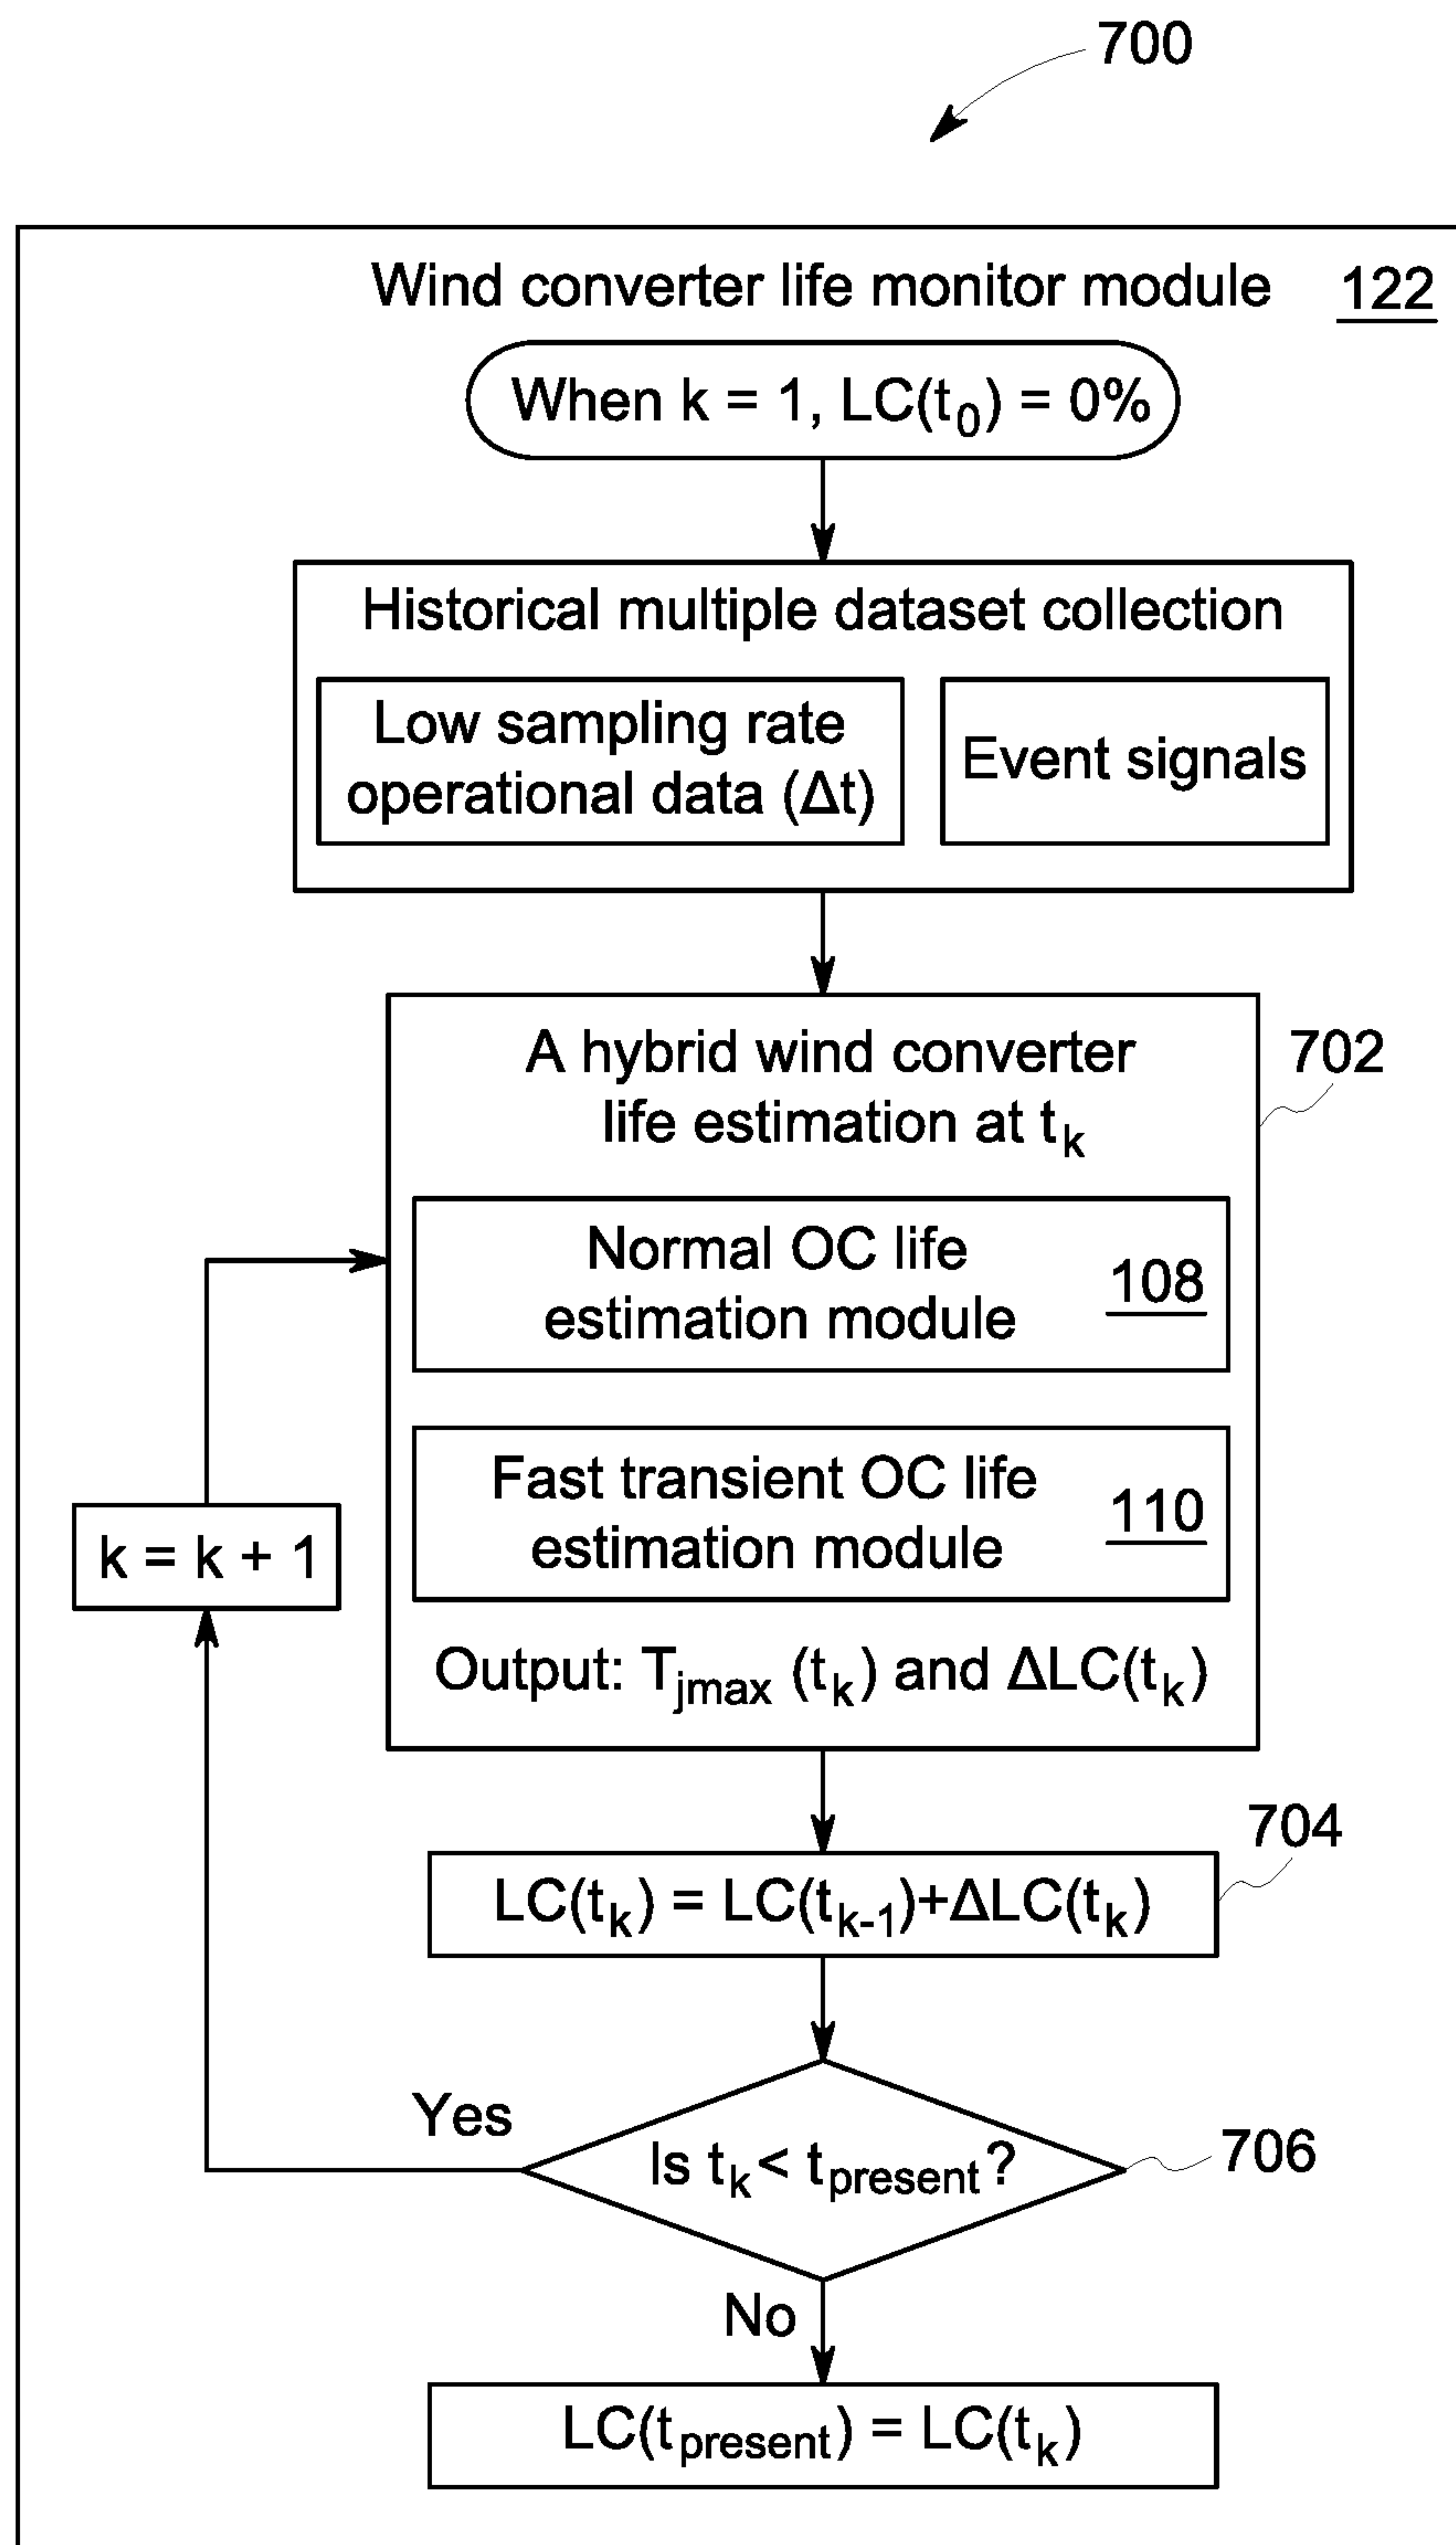 700
Wind converter life monitor module 122
When k = 1, LC(t0) = 0%
Historical multiple dataset collection
Low sampling rate
operational data (Δt)
Event signals
A hybrid wind converter
life estimation at tk
702
Normal OC life
estimation module
108
Fast transient OC life
estimation module
110
k = k + 1
Output: Tjmax (tk) and ΔLC(tk)
704
LC(tk) = LC(tk-1)+ΔLC(tk)
Yes
Is tk< tpresent?
706
No
LC(tpresent) = LC(tk)